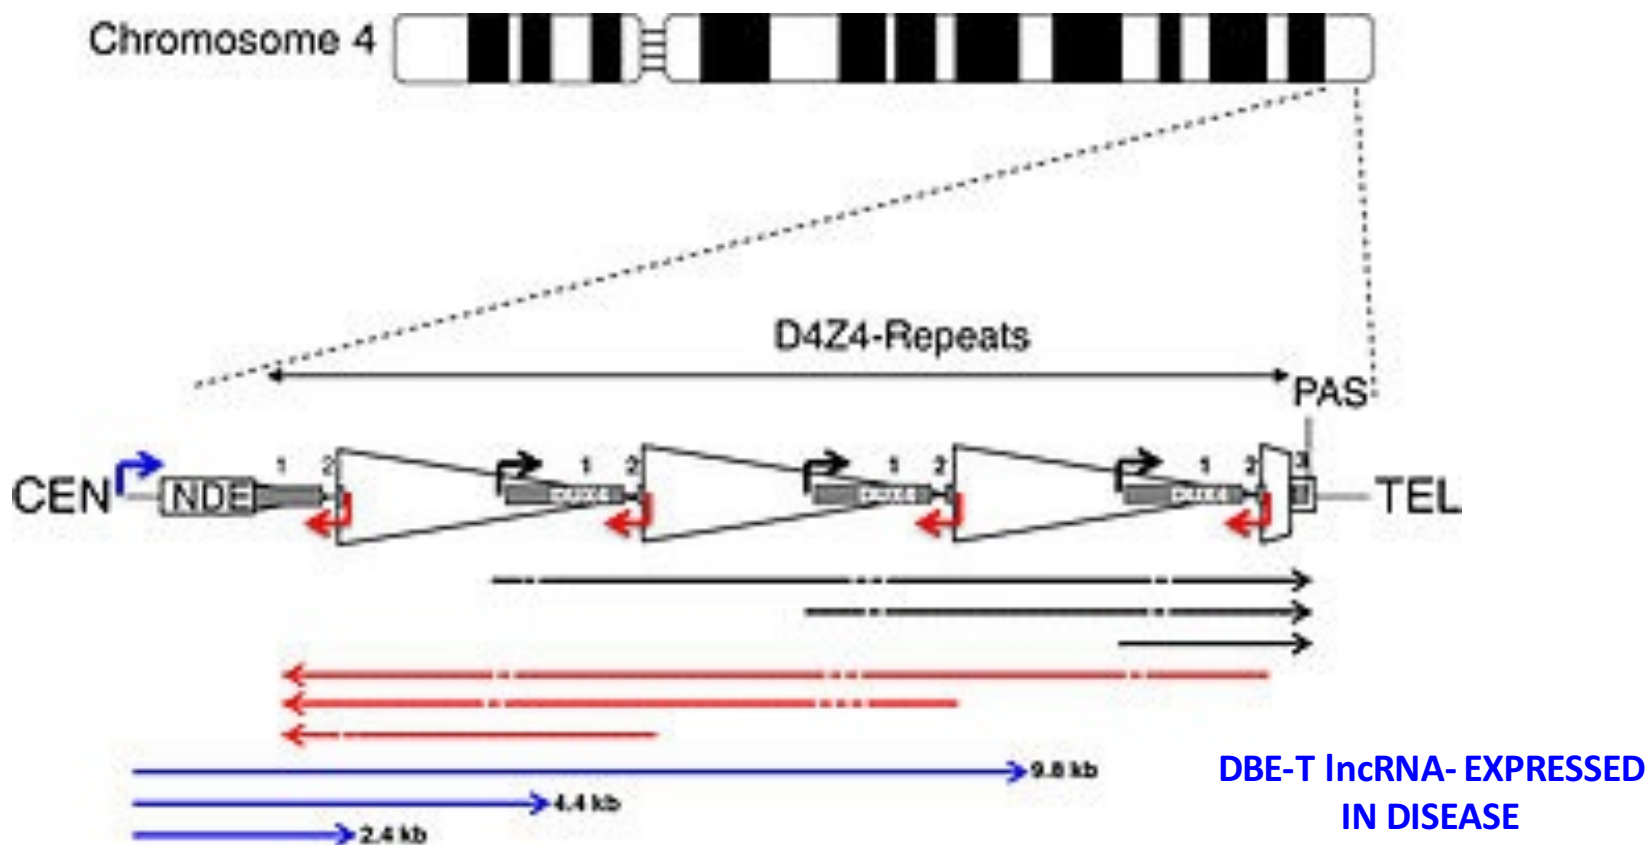 Chromosome 4
D4Z4-Repeats
PAS
CEN
NDE
1 2
DUX4
1 2
DUX4
1 2
DUX4
1 2
3
TEL
9.8 kb
4.4 kb
2.4 kb
DBE-T lncRNA- EXPRESSED
IN DISEASE